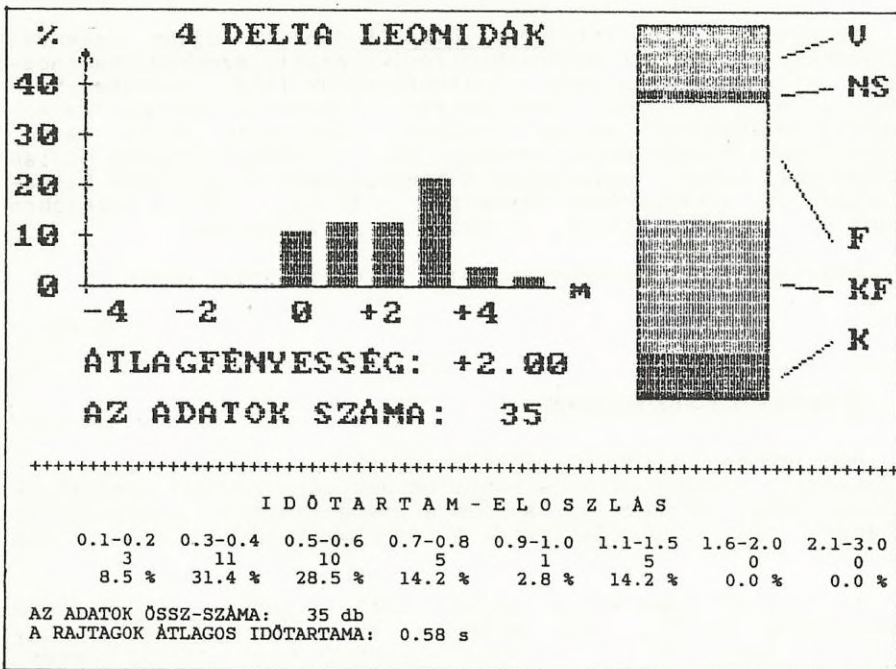 % 4 DELTA LEONIDÁK
40
30
20
10
0
-4 -2 0 +2 +4 M
V
NS
F
KF
K
ÁTLAGFÉNYESSÉG: +2.00
AZ ADATOK SZÁMA: 35
++++++++++++++++++++++++++++++++++++++++++++++++++++++++++++++++++++++++++++++++++++++
I D Ő T A R T A M - E L O S Z L Á S
0.1-0.2 0.3-0.4 0.5-0.6 0.7-0.8 0.9-1.0 1.1-1.5 1.6-2.0 2.1-3.0
3 11 10 5 1 5 0 0
8.5 % 31.4 % 28.5 % 14.2 % 2.8 % 14.2 % 0.0 % 0.0 %
AZ ADATOK ÖSSZ-SZÁMA: 35 db
A RAJTAGOK ÁTLAGOS IDŐTARTAMA: 0.58 s